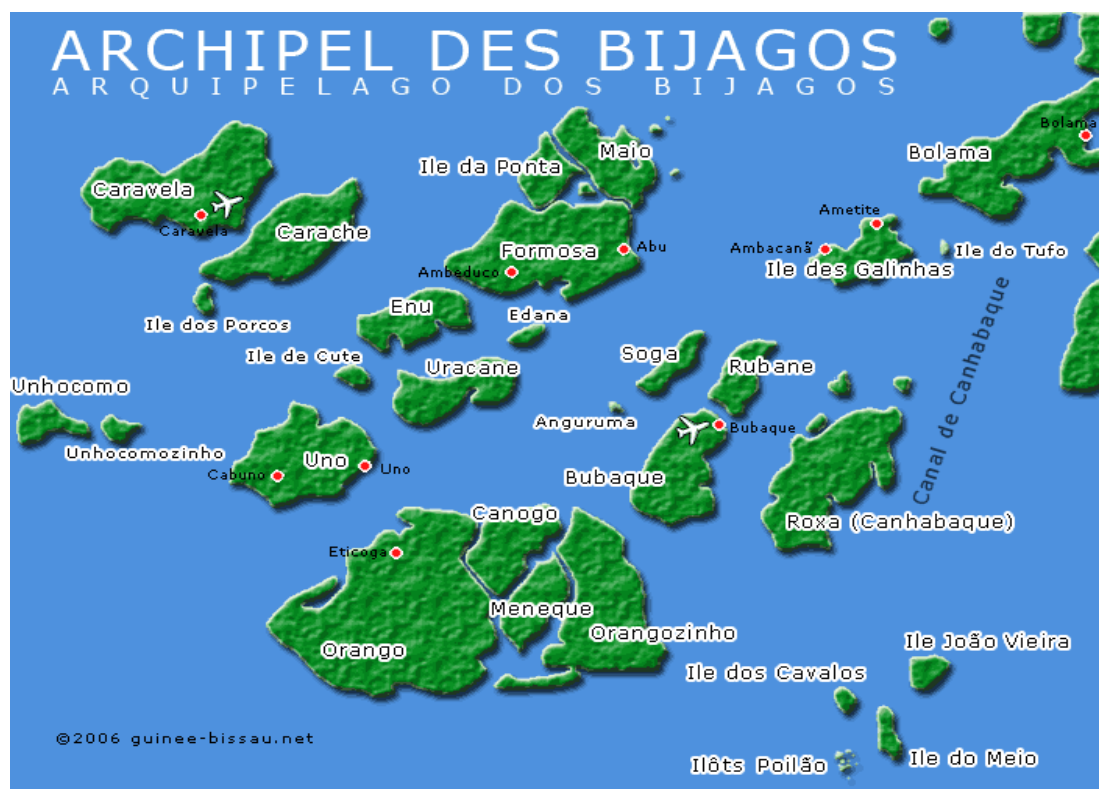 ARCHIPEL DES BIJAGOS
ARQUIPELAGO DOS BIJAGOS
Bolama
Bolama
Maio
Ile da Ponta
Caravela
Caravela
Carache
Ametite
Ambacanã
Ile do Tufo
Ile des Galinhas
Formosa
Abu
Ambeduco
Enu
Edana
Ile dos Porcos
Ile de Cute
Uracane
Soga
Rubane
Unhocomo
Anguruma
Bubaque
Unhocomozinho
Uno
Uno
Cabuno
Bubaque
Canal de Canhabaque
Canogo
Roxa (Canhabaque)
Eticoga
Meneque
Orangozinho
Orango
Ile João Vieira
Ile dos Cavalos
©2006 guinee-bissau.net
Ilôts Poilão
Ile do Meio